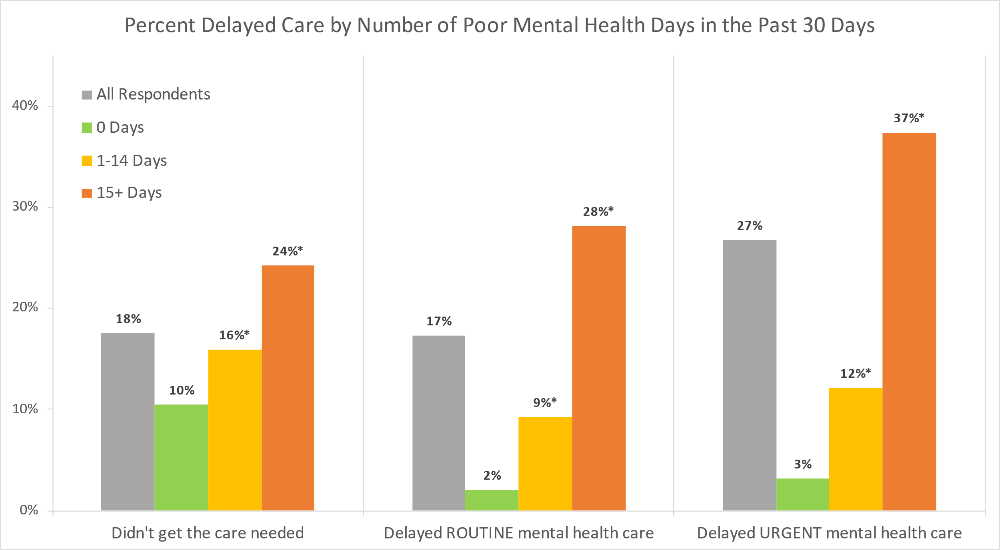 Percent Delayed Care by Number of Poor Mental Health Days in the Past 30 Days
All Respondents
0 Days
1-14 Days
15+ Days
40%
30%
20%
10%
0%
18%
10%
16%*
24%*
17%
2%
9%*
28%*
27%
3%
12%*
37%*
Didn't get the care needed
Delayed ROUTINE mental health care
Delayed URGENT mental health care